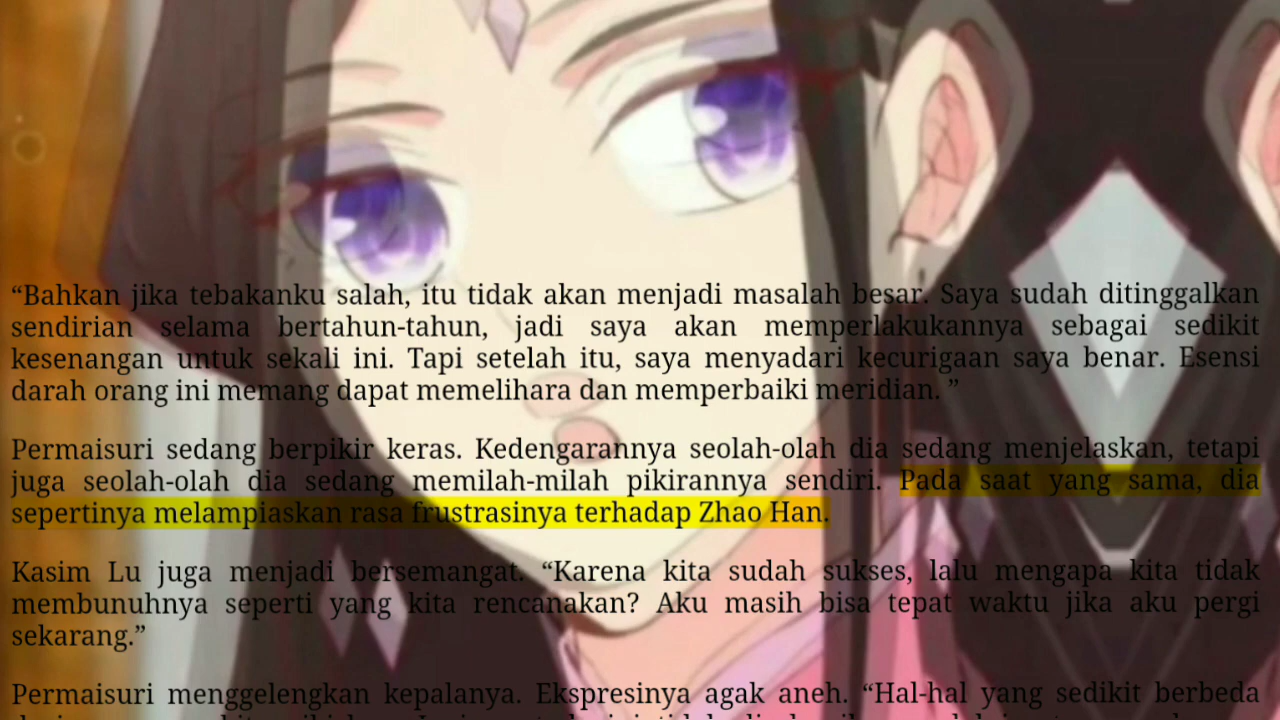 “Bahkan jika tebakanku salah, itu tidak akan menjadi masalah besar. Saya sudah ditinggalkan
sendirian selama bertahun-tahun, jadi saya akan memperlakukannya sebagai sedikit
kesenangan untuk sekali ini. Tapi setelah itu, saya menyadari kecurigaan saya benar. Esensi
darah orang ini memang dapat memelihara dan memperbaiki meridian. ”
Permaisuri sedang berpikir keras. Kedengarannya seolah-olah dia sedang menjelaskan, tetapi
juga seolah-olah dia sedang memilah-milah pikirannya sendiri. Pada saat yang sama, dia
sepertinya melampiaskan rasa frustrasinya terhadap Zhao Han.
Kasim Lu juga menjadi bersemangat. “Karena kita sudah sukses, lalu mengapa kita tidak
membunuhnya seperti yang kita rencanakan? Aku masih bisa tepat waktu jika aku pergi
sekarang.”
Permaisuri menggelengkan kepalanya. Ekspresinya agak aneh. “Hal-hal yang sedikit berbeda